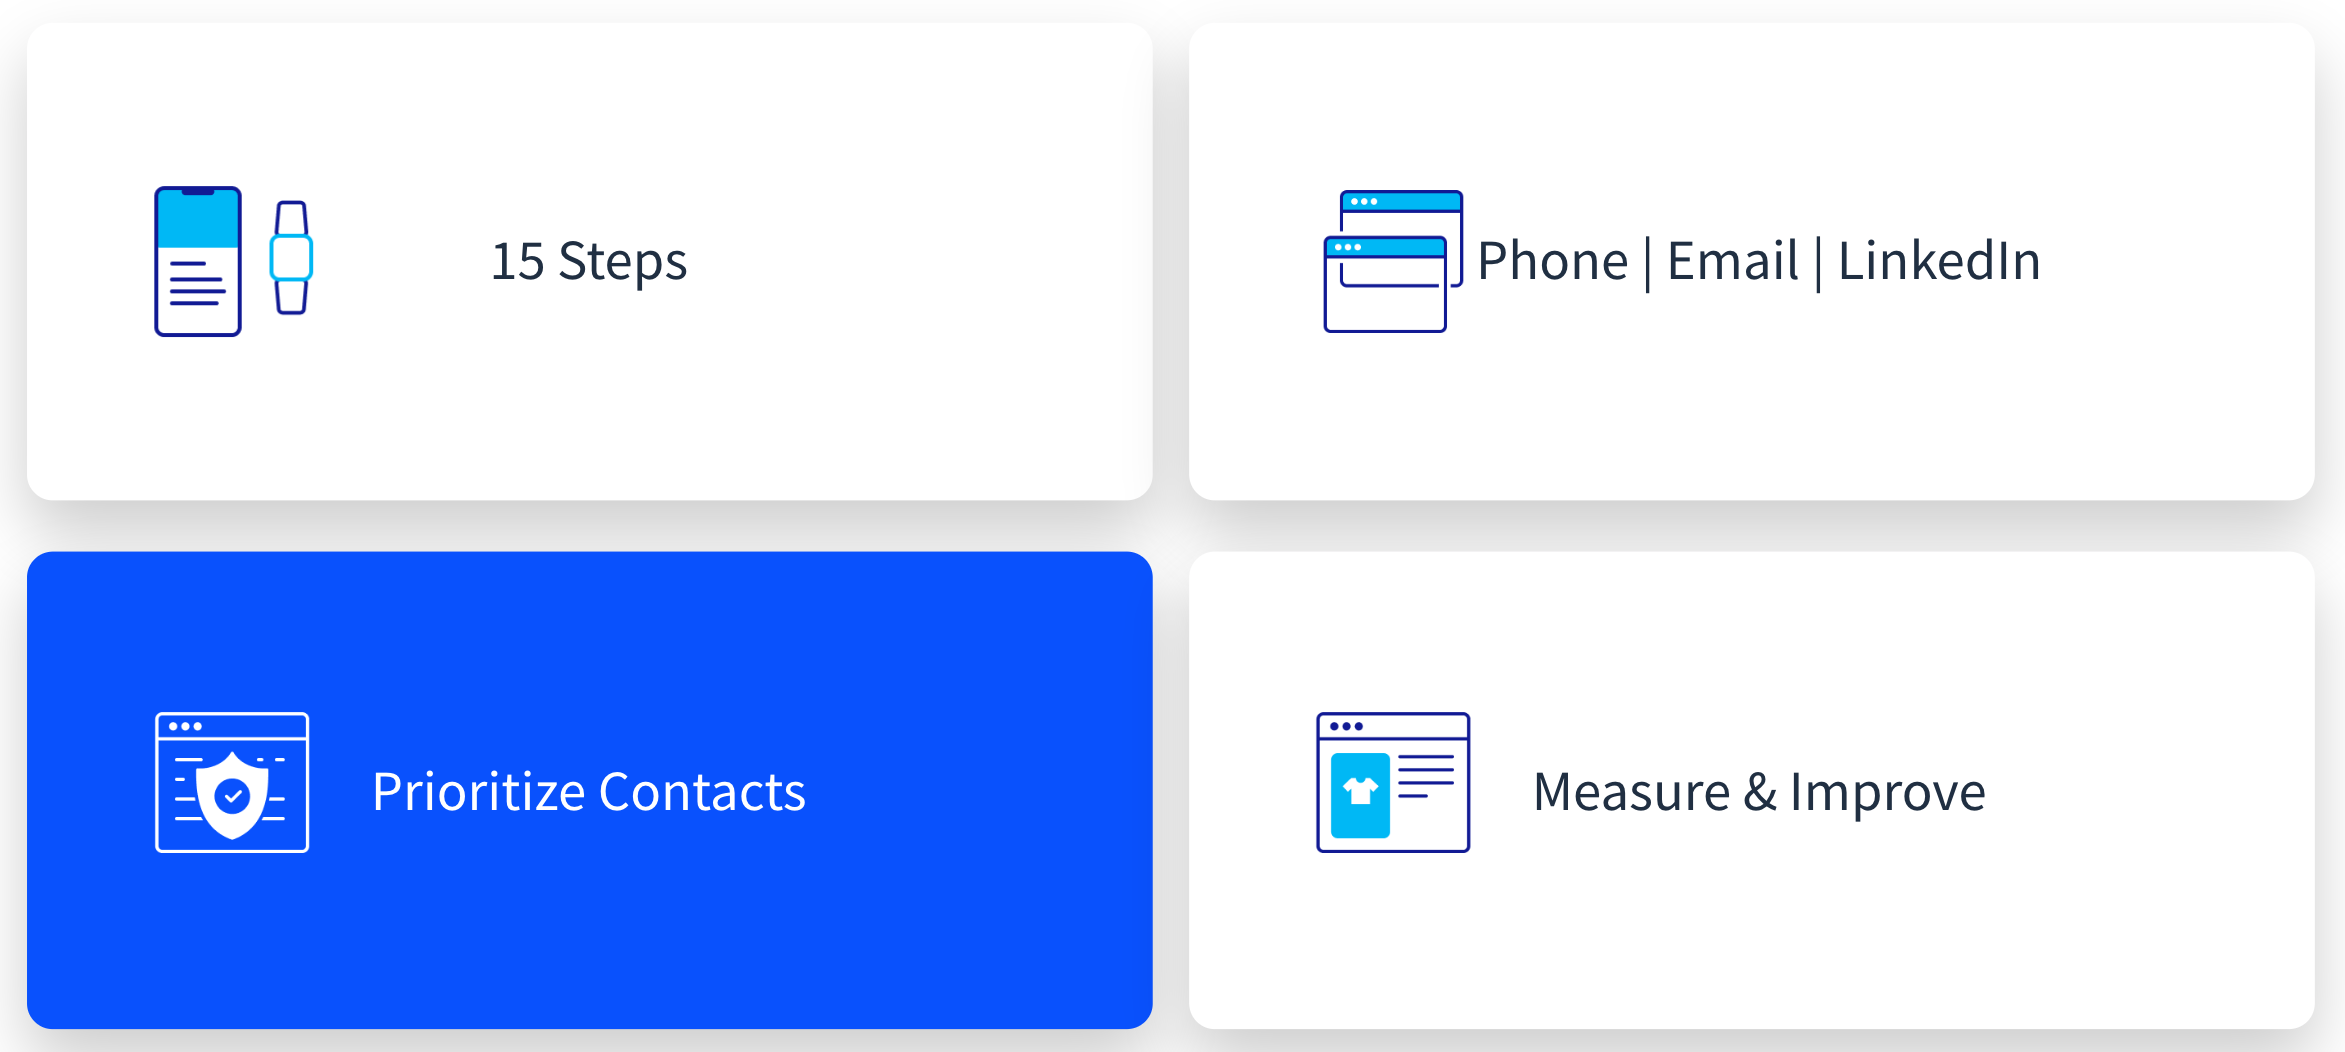 15 Steps
Phone | Email | LinkedIn
Prioritize Contacts
Measure & Improve